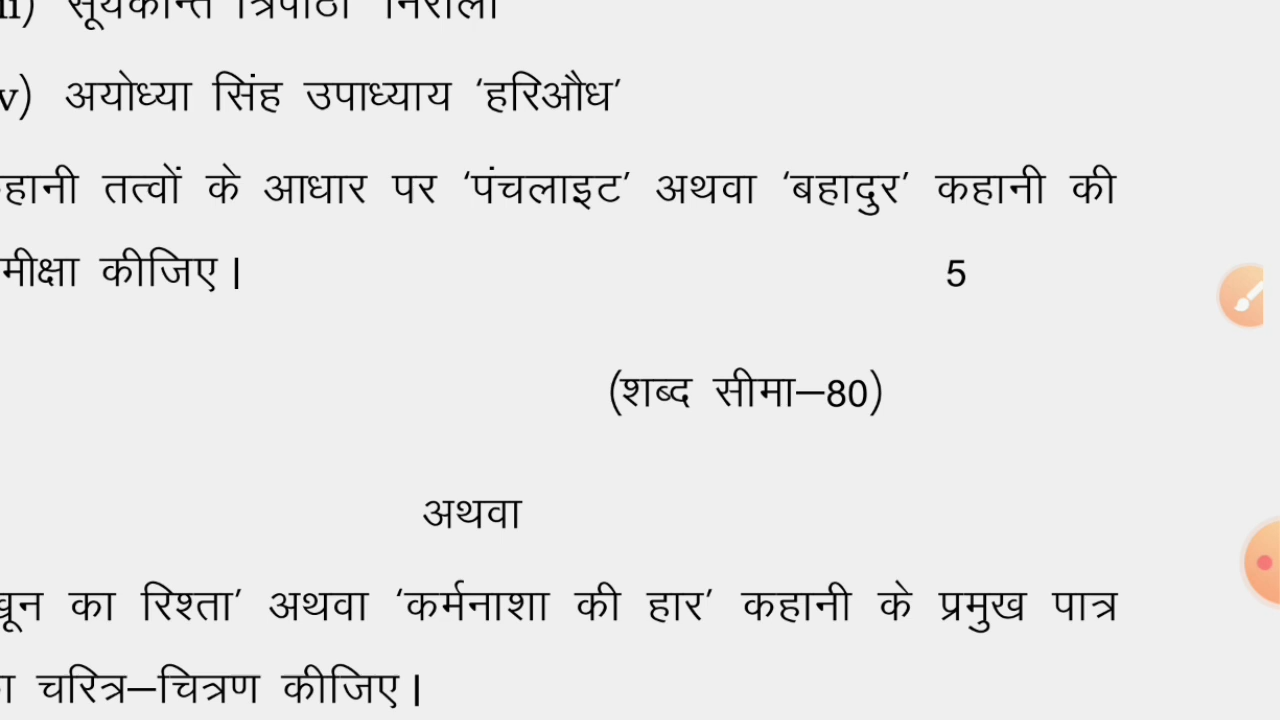 सूर्यकान्त त्रिपाठी 'निराला'
v) अयोध्या सिंह उपाध्याय 'हरिऔध'
तत्वों के आधार पर 'पंचलाइट' अथवा 'बहादुर' कहानी की
मीक्षा कीजिए। 5
(शब्द सीमा–80)
अथवा
का रिश्ता' अथवा 'कर्मनाशा की हार' कहानी के प्रमुख पात्र
चरित्र–चित्रण कीजिए।